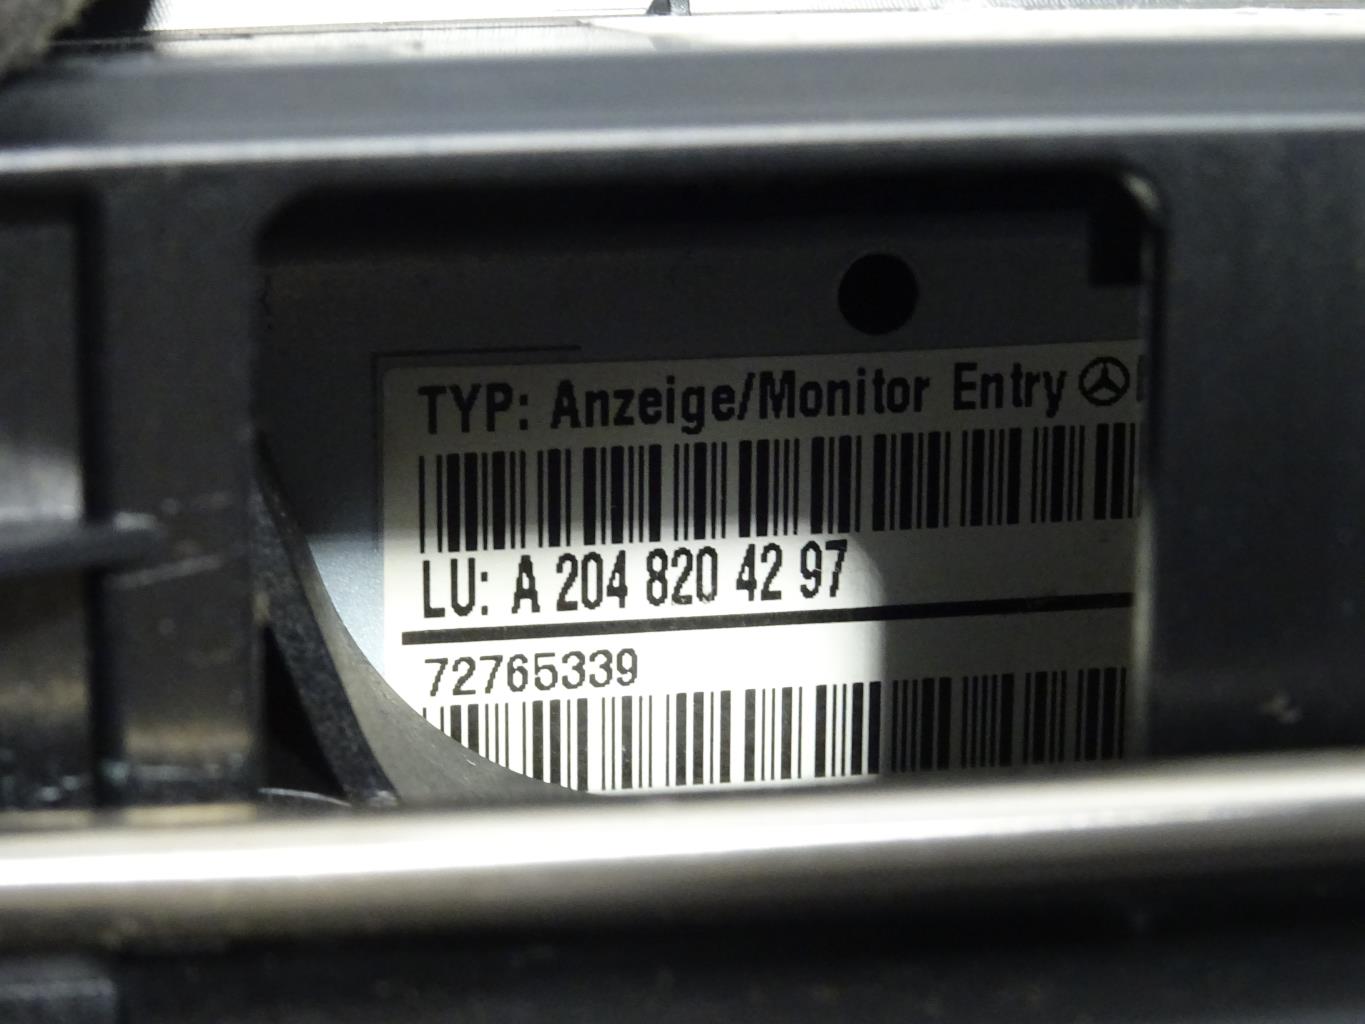 TYP: Anzeige/Monitor Entry
LU: A 204 820 42 97
72765339